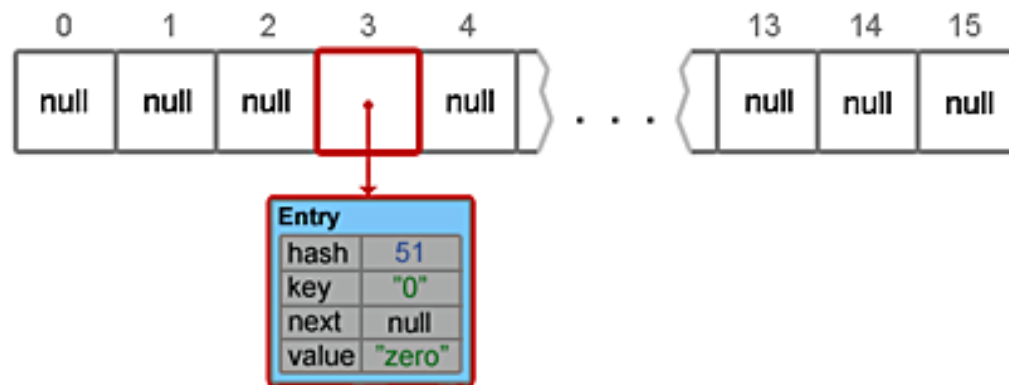 0 1 2 3 4 13 14 15
null null null null . . . null null null
Entry
hash 51
key "0"
next null
value "zero"